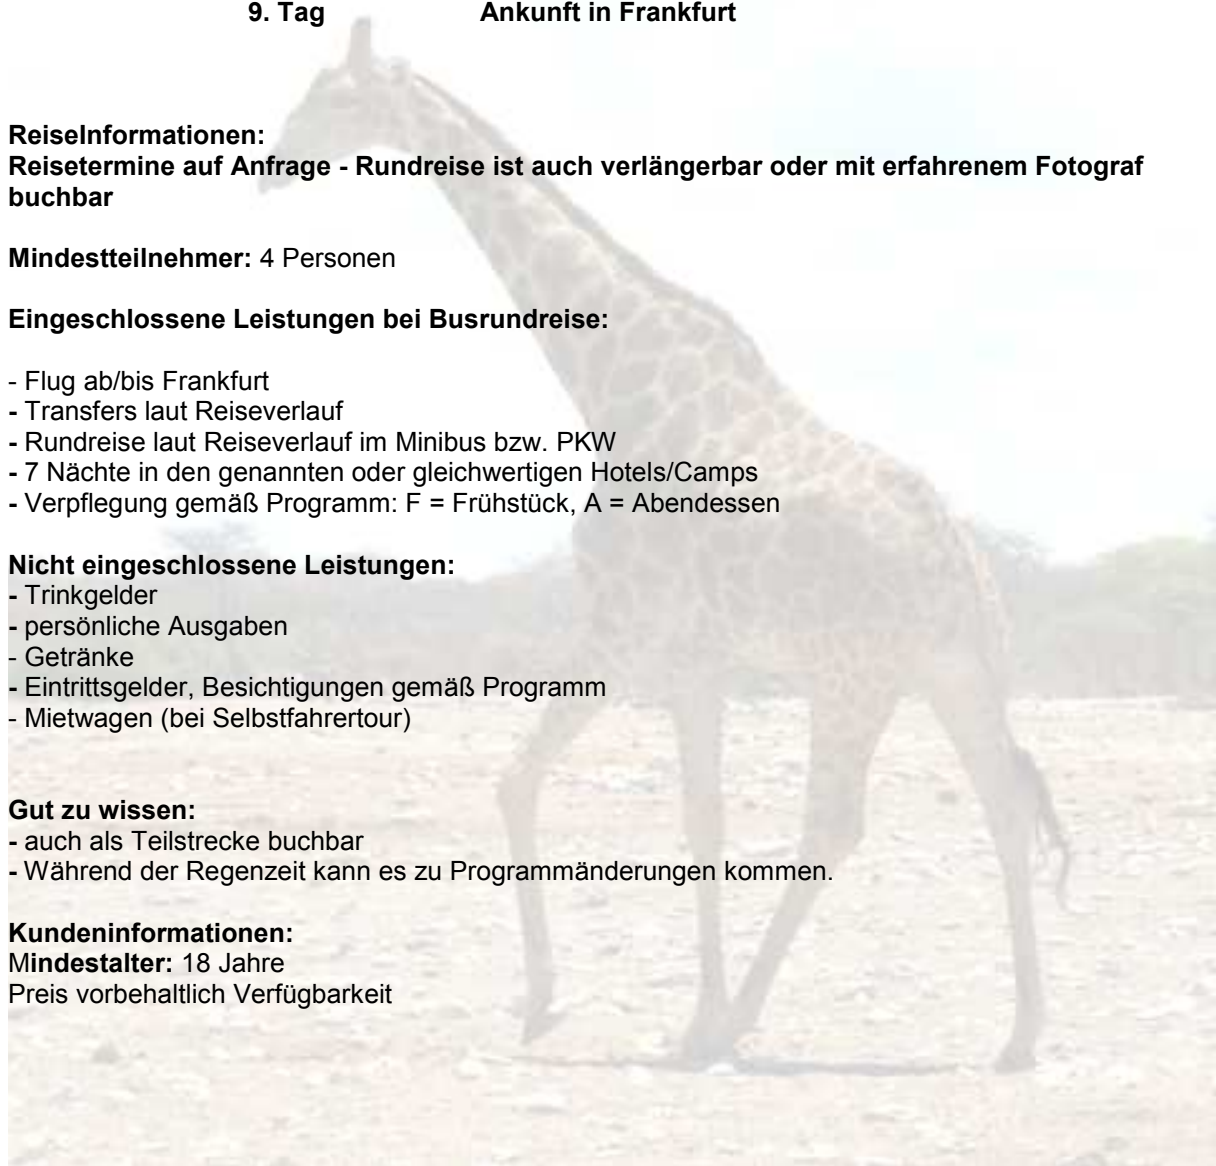 9. Tag Ankunft in Frankfurt
ReiseInformationen:
Reisetermine auf Anfrage - Rundreise ist auch verlängerbar oder mit erfahrenem Fotograf
buchbar
Mindestteilnehmer: 4 Personen
Eingeschlossene Leistungen bei Busrundreise:
- Flug ab/bis Frankfurt
- Transfers laut Reiseverlauf
- Rundreise laut Reiseverlauf im Minibus bzw. PKW
- 7 Nächte in den genannten oder gleichwertigen Hotels/Camps
- Verpflegung gemäß Programm: F = Frühstück, A = Abendessen
Nicht eingeschlossene Leistungen:
- Trinkgelder
- persönliche Ausgaben
- Getränke
- Eintrittsgelder, Besichtigungen gemäß Programm
- Mietwagen (bei Selbstfahrertour)
Gut zu wissen:
- auch als Teilstrecke buchbar
- Während der Regenzeit kann es zu Programmänderungen kommen.
Kundeninformationen:
Mindestalter: 18 Jahre
Preis vorbehaltlich Verfügbarkeit